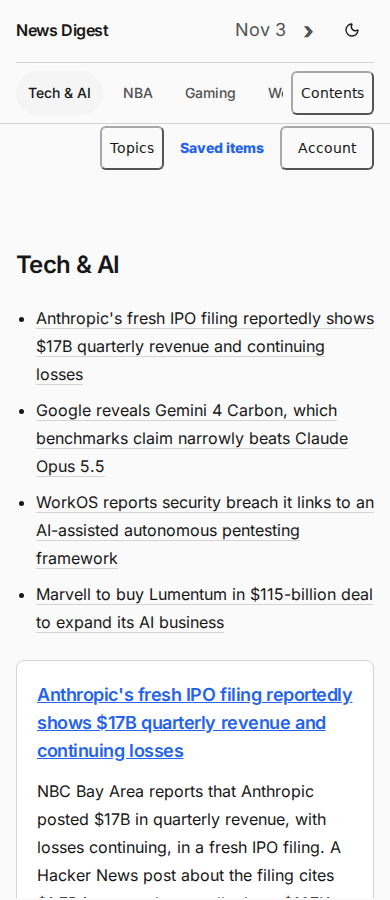 News Digest
Nov 3 ›
Tech & AI
NBA
Gaming
Contents
Topics
Saved items
Account
Tech & AI
Anthropic's fresh IPO filing reportedly shows
$17B quarterly revenue and continuing
losses
Google reveals Gemini 4 Carbon, which
benchmarks claim narrowly beats Claude
Opus 5.5
WorkOS reports security breach it links to an
AI-assisted autonomous pentesting
framework
Marvell to buy Lumentum in $115-billion deal
to expand its AI business
Anthropic's fresh IPO filing reportedly
shows $17B quarterly revenue and
continuing losses
NBC Bay Area reports that Anthropic
posted $17B in quarterly revenue, with
losses continuing, in a fresh IPO filing. A
Hacker News post about the filing cites